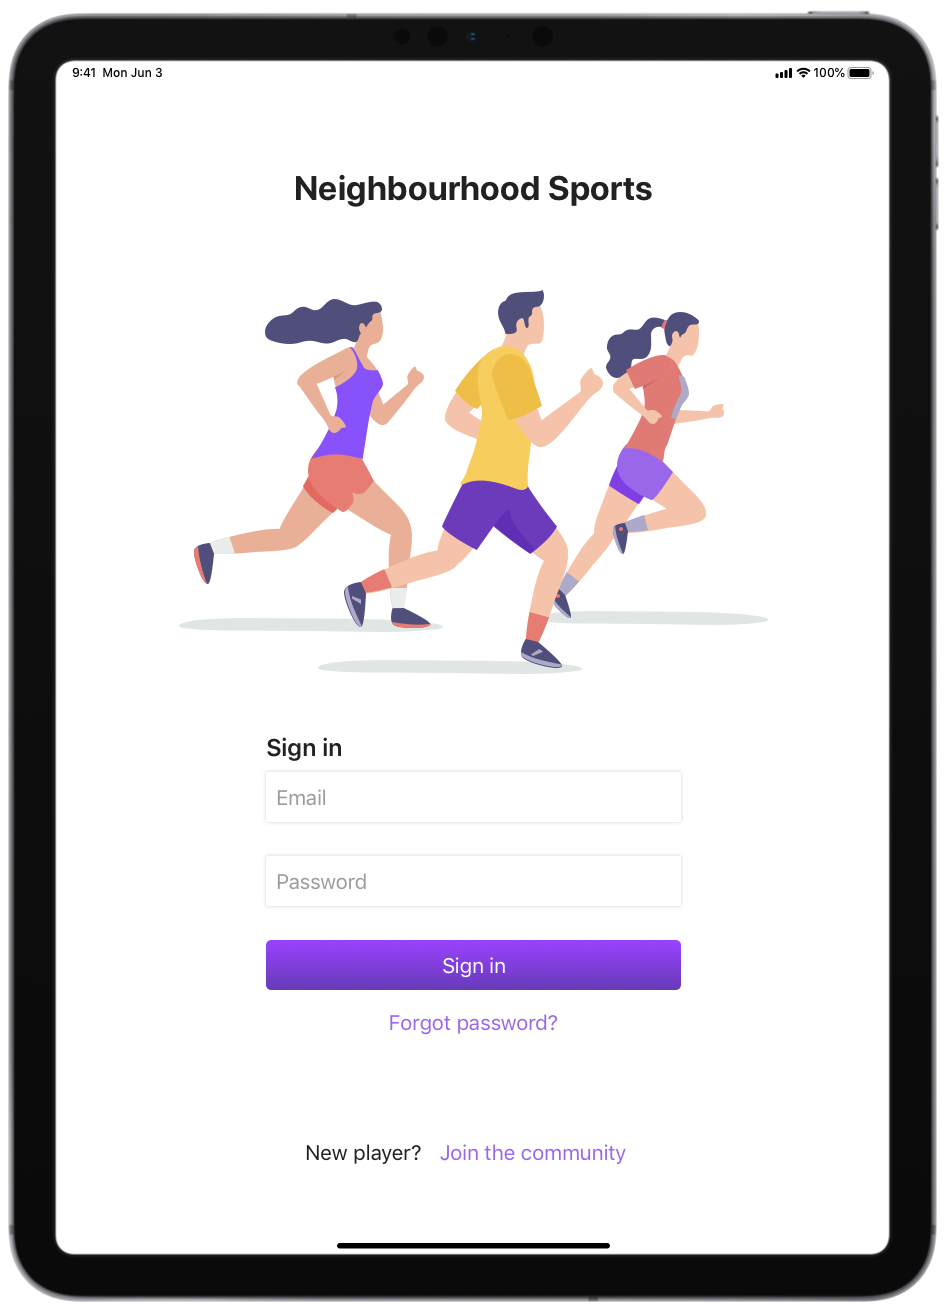 9:41 Mon Jun 3 100%
Neighbourhood Sports
Sign in
Email
Password
Sign in
Forgot password?
New player? Join the community